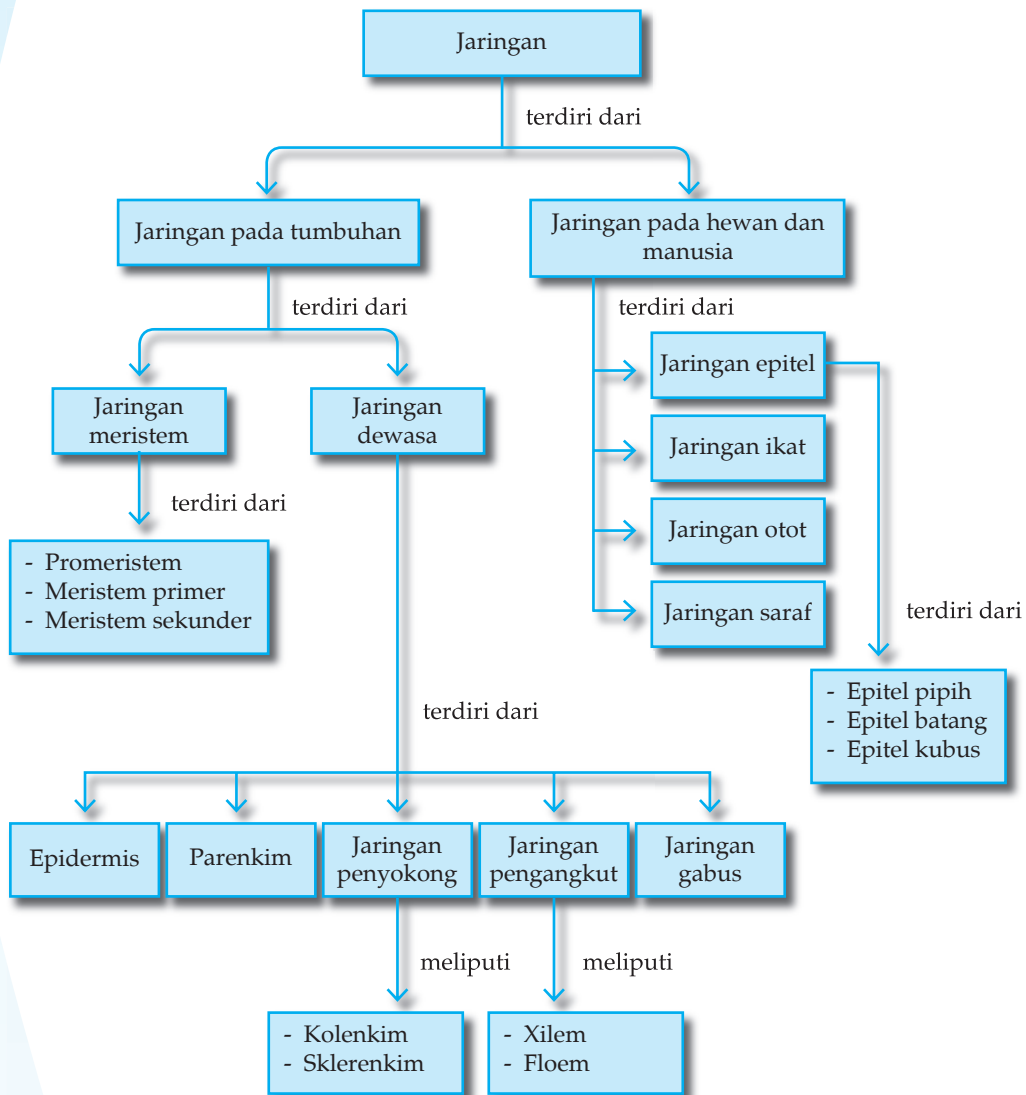 Jaringan
terdiri dari
Jaringan pada tumbuhan
Jaringan pada hewan dan
manusia
terdiri dari
terdiri dari
Jaringan
meristem
Jaringan
dewasa
Jaringan epitel
Jaringan ikat
Jaringan otot
Jaringan saraf
terdiri dari
- Promeristem
- Meristem primer
- Meristem sekunder
terdiri dari
- Epitel pipih
- Epitel batang
- Epitel kubus
terdiri dari
Epidermis
Parenkim
Jaringan
penyokong
Jaringan
pengangkut
Jaringan
gabus
meliputi
meliputi
- Kolenkim
- Sklerenkim
- Xilem
- Floem